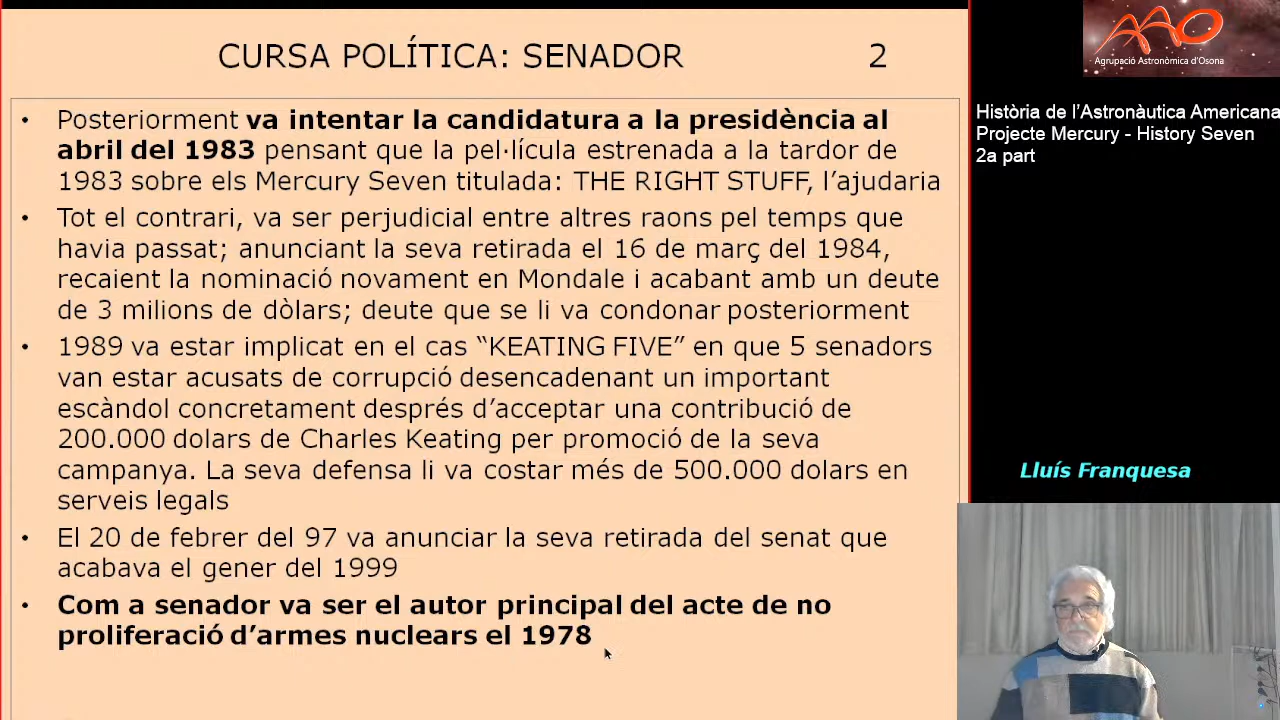 CURSA POLÍTICA: SENADOR 2
• Posteriorment va intentar la candidatura a la presidència al
abril del 1983 pensant que la pel·lícula estrenada a la tardor de
1983 sobre els Mercury Seven titulada: THE RIGHT STUFF, l’ajudaria
• Tot el contrari, va ser perjudicial entre altres raons pel temps que
havia passat; anunciant la seva retirada el 16 de març del 1984,
recaient la nominació novament en Mondale i acabant amb un deute
de 3 milions de dòlars; deute que se li va condonar posteriorment
• 1989 va estar implicat en el cas “KEATING FIVE” en que 5 senadors
van estar acusats de corrupció desencadenant un important
escàndol concretament després d’acceptar una contribució de
200.000 dolars de Charles Keating per promoció de la seva
campanya. La seva defensa li va costar més de 500.000 dolars en
serveis legals
• El 20 de febrer del 97 va anunciar la seva retirada del senat que
acabava el gener del 1999
• Com a senador va ser el autor principal del acte de no
proliferació d’armes nuclears el 1978
AAO
Agrupació Astronòmica d'Osona
Història de l’Astronàutica Americana
Projecte Mercury - History Seven
2a part
Lluís Franquesa